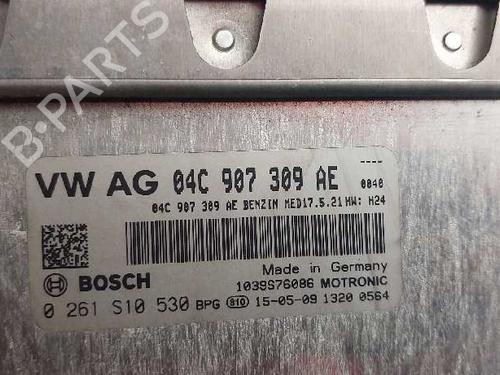 B-PARTS
VW AG 04C 907 309 AE
----
0040
04C 907 309 AE BENZIN MED17.5.21 HW: H24
BOSCH
Made in Germany
1039S76086 MOTRONIC
0 261 S10 530 BPG 810 15-05-09 1320 0564